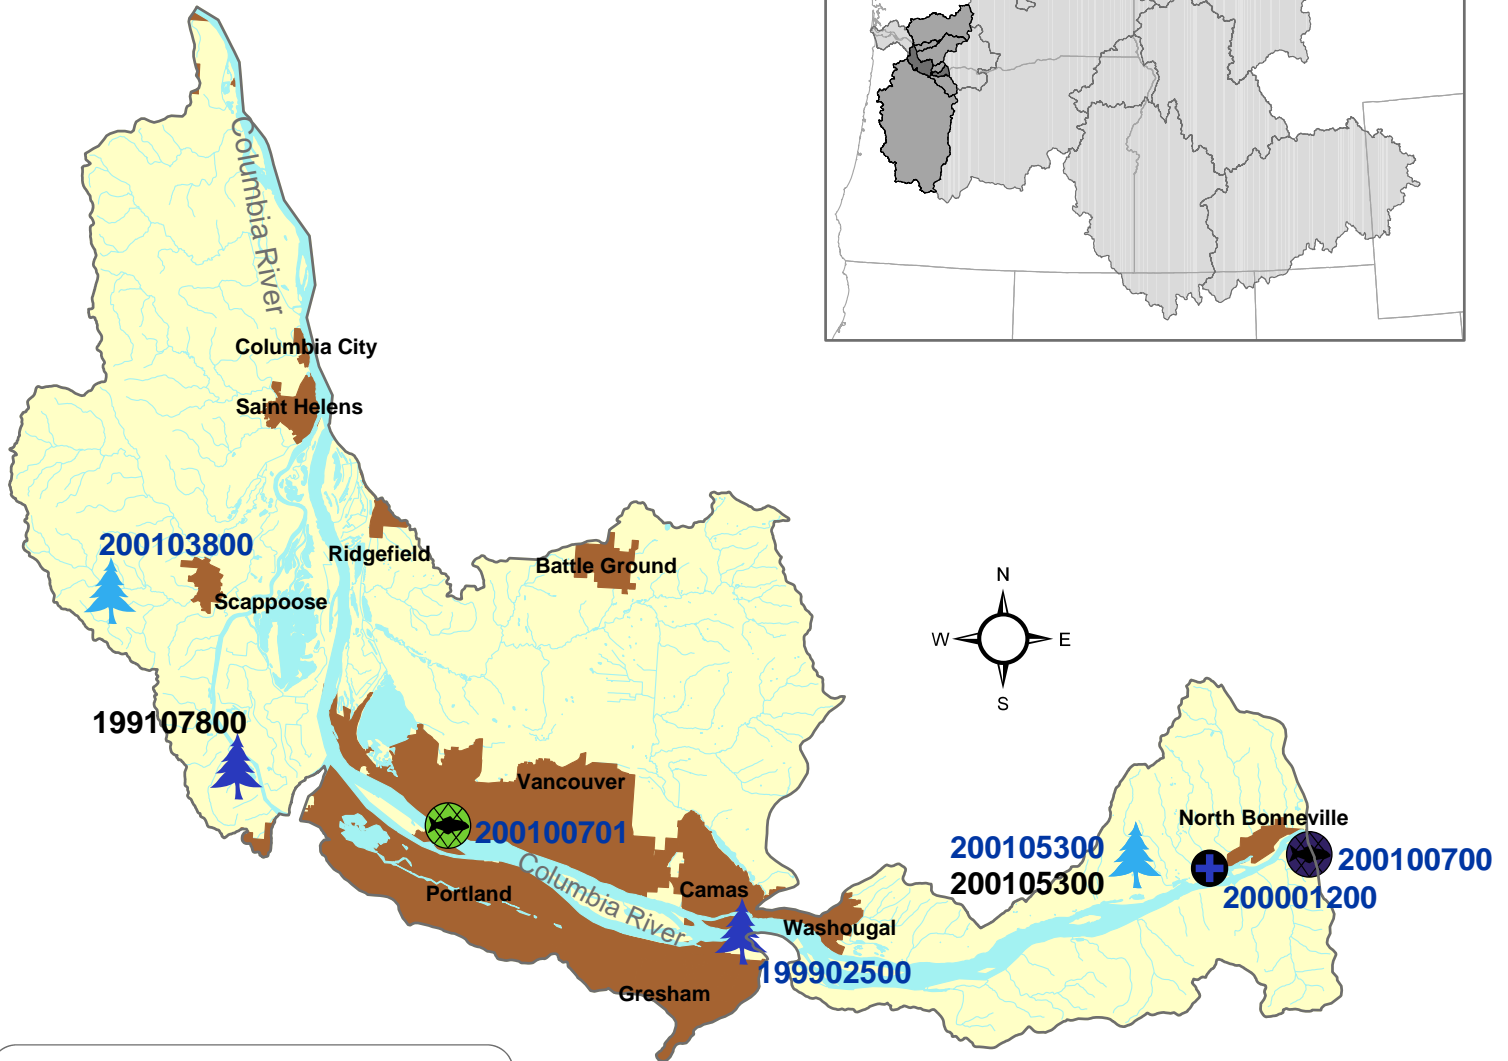 Columbia River
Columbia City
Saint Helens
200103800
Ridgefield
Battle Ground
Scappoose
N
W E
S
199107800
Vancouver
200100701
North Bonneville
200105300
200105300
200100700
200001200
Columbia River
Portland
Camas
Washougal
199902500
Gresham